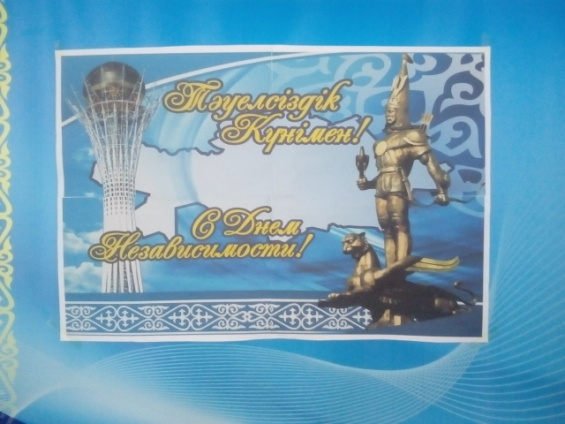 Тәуелсіздік
Күнімен!
С Днем
Независимости!